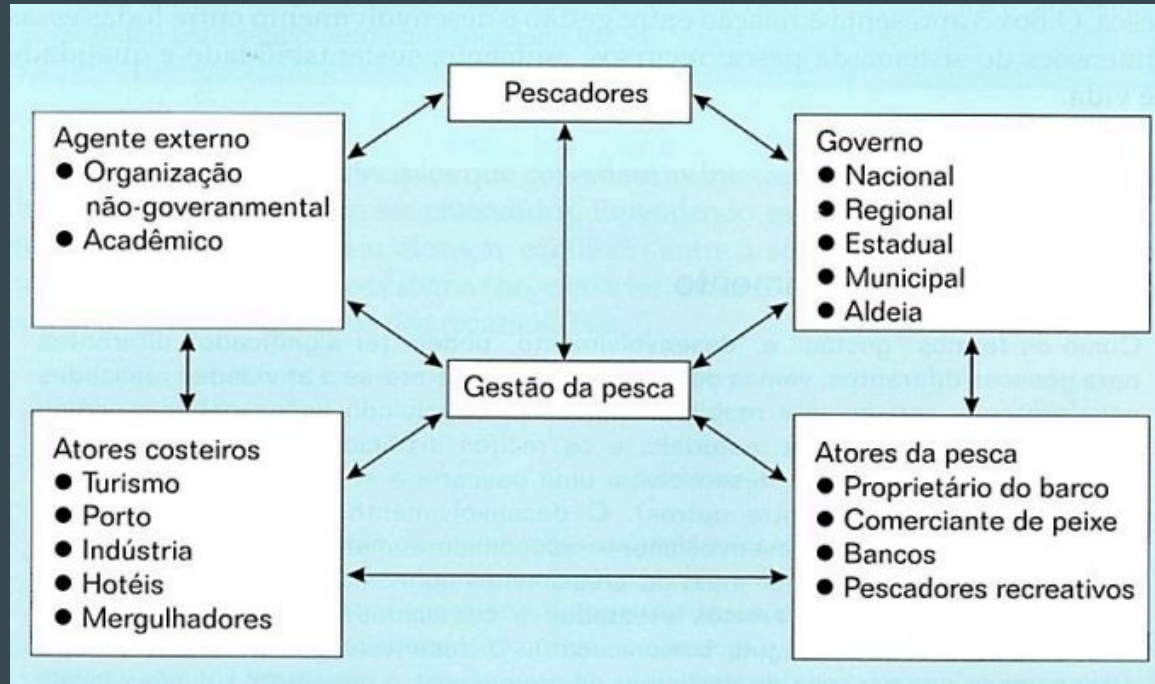 Pescadores
Agente externo
● Organização
não-goveranmental
● Acadêmico
Governo
● Nacional
● Regional
● Estadual
● Municipal
● Aldeia
Gestão da pesca
Atores costeiros
● Turismo
● Porto
● Indústria
● Hotéis
● Mergulhadores
Atores da pesca
● Proprietário do barco
● Comerciante de peixe
● Bancos
● Pescadores recreativos